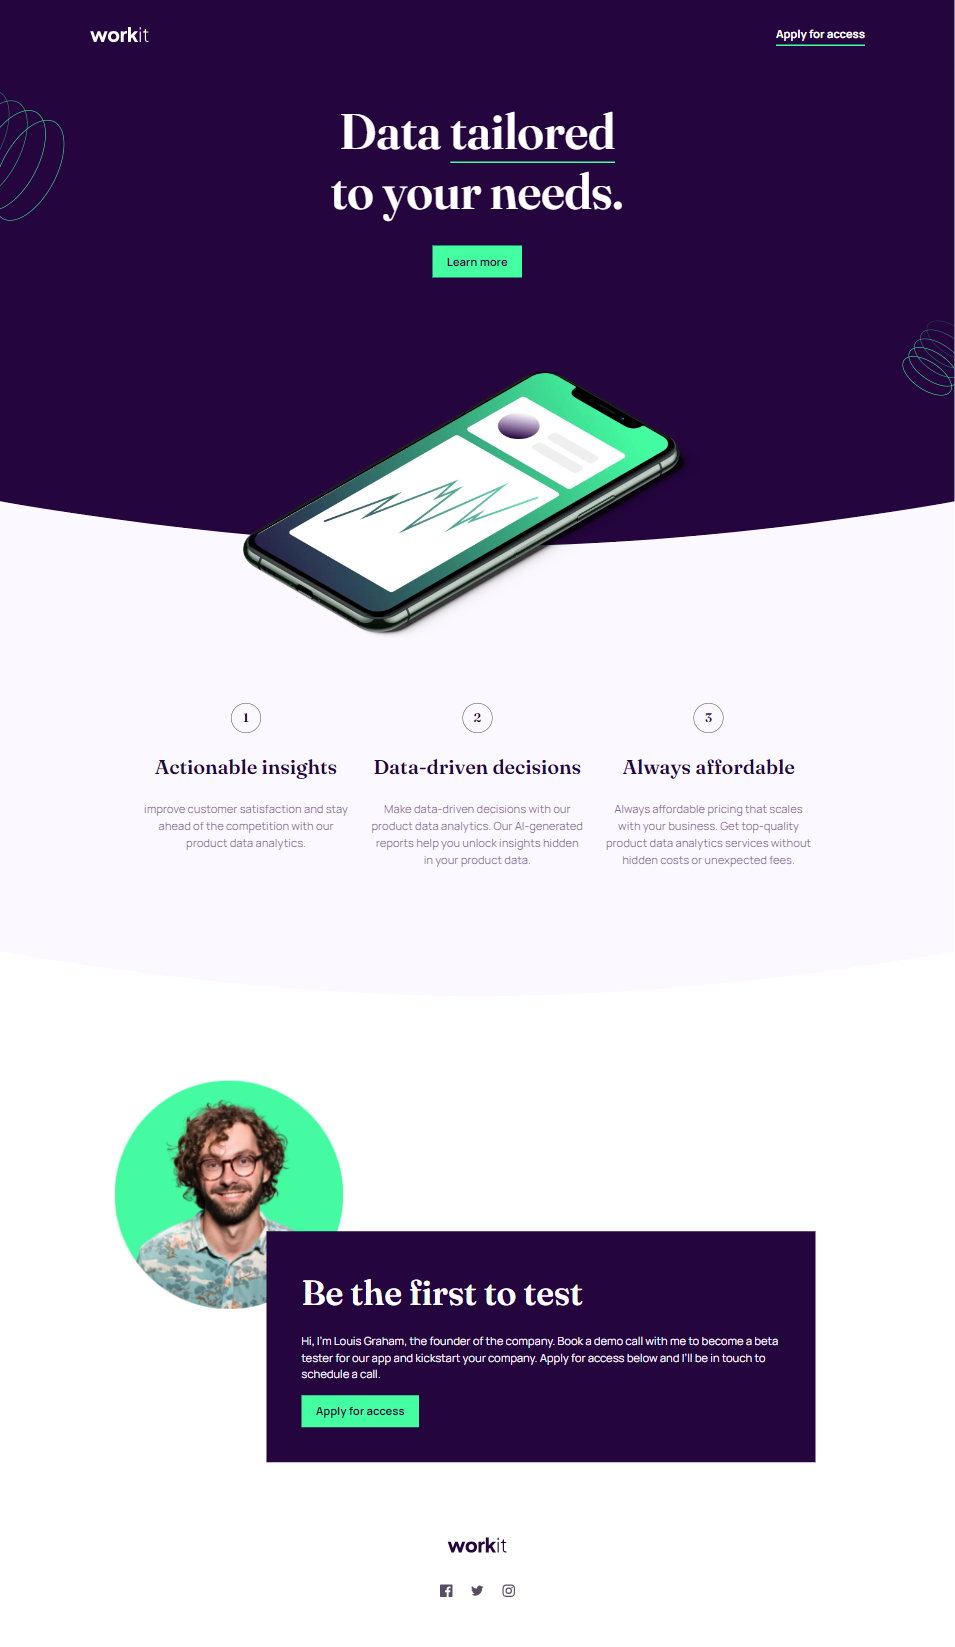 workit
Apply for access
Data tailored
to your needs.
Learn more
1
Actionable insights
improve customer satisfaction and stay
ahead of the competition with our
product data analytics.
2
Data-driven decisions
Make data-driven decisions with our
product data analytics. Our AI-generated
reports help you unlock insights hidden
in your product data.
3
Always affordable
Always affordable pricing that scales
with your business. Get top-quality
product data analytics services without
hidden costs or unexpected fees.
Be the first to test
Hi, I'm Louis Graham, the founder of the company. Book a demo call with me to become a beta
tester for our app and kickstart your company. Apply for access below and I'll be in touch to
schedule a call.
Apply for access
workit